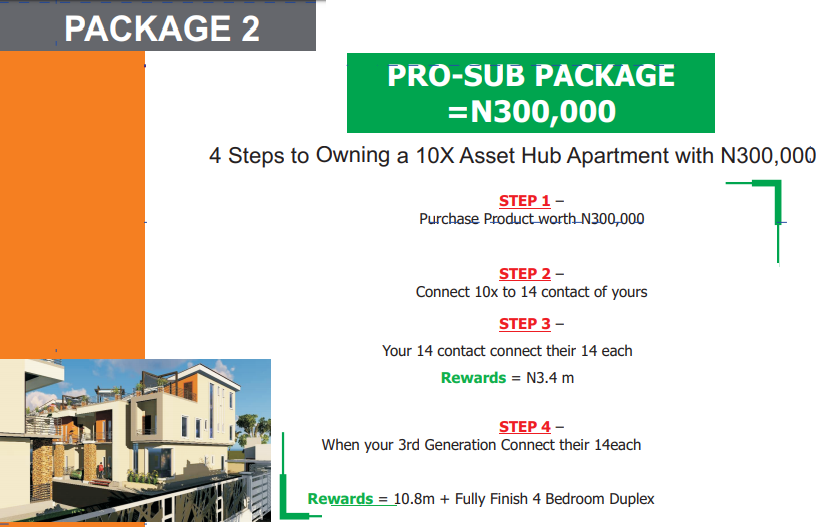 PACKAGE 2
PRO-SUB PACKAGE
=N300,000
4 Steps to Owning a 10X Asset Hub Apartment with N300,000
STEP 1 –
Purchase Product worth N300,000
STEP 2 –
Connect 10x to 14 contact of yours
STEP 3 –
Your 14 contact connect their 14 each
Rewards = N3.4 m
STEP 4 –
When your 3rd Generation Connect their 14each
Rewards = 10.8m + Fully Finish 4 Bedroom Duplex